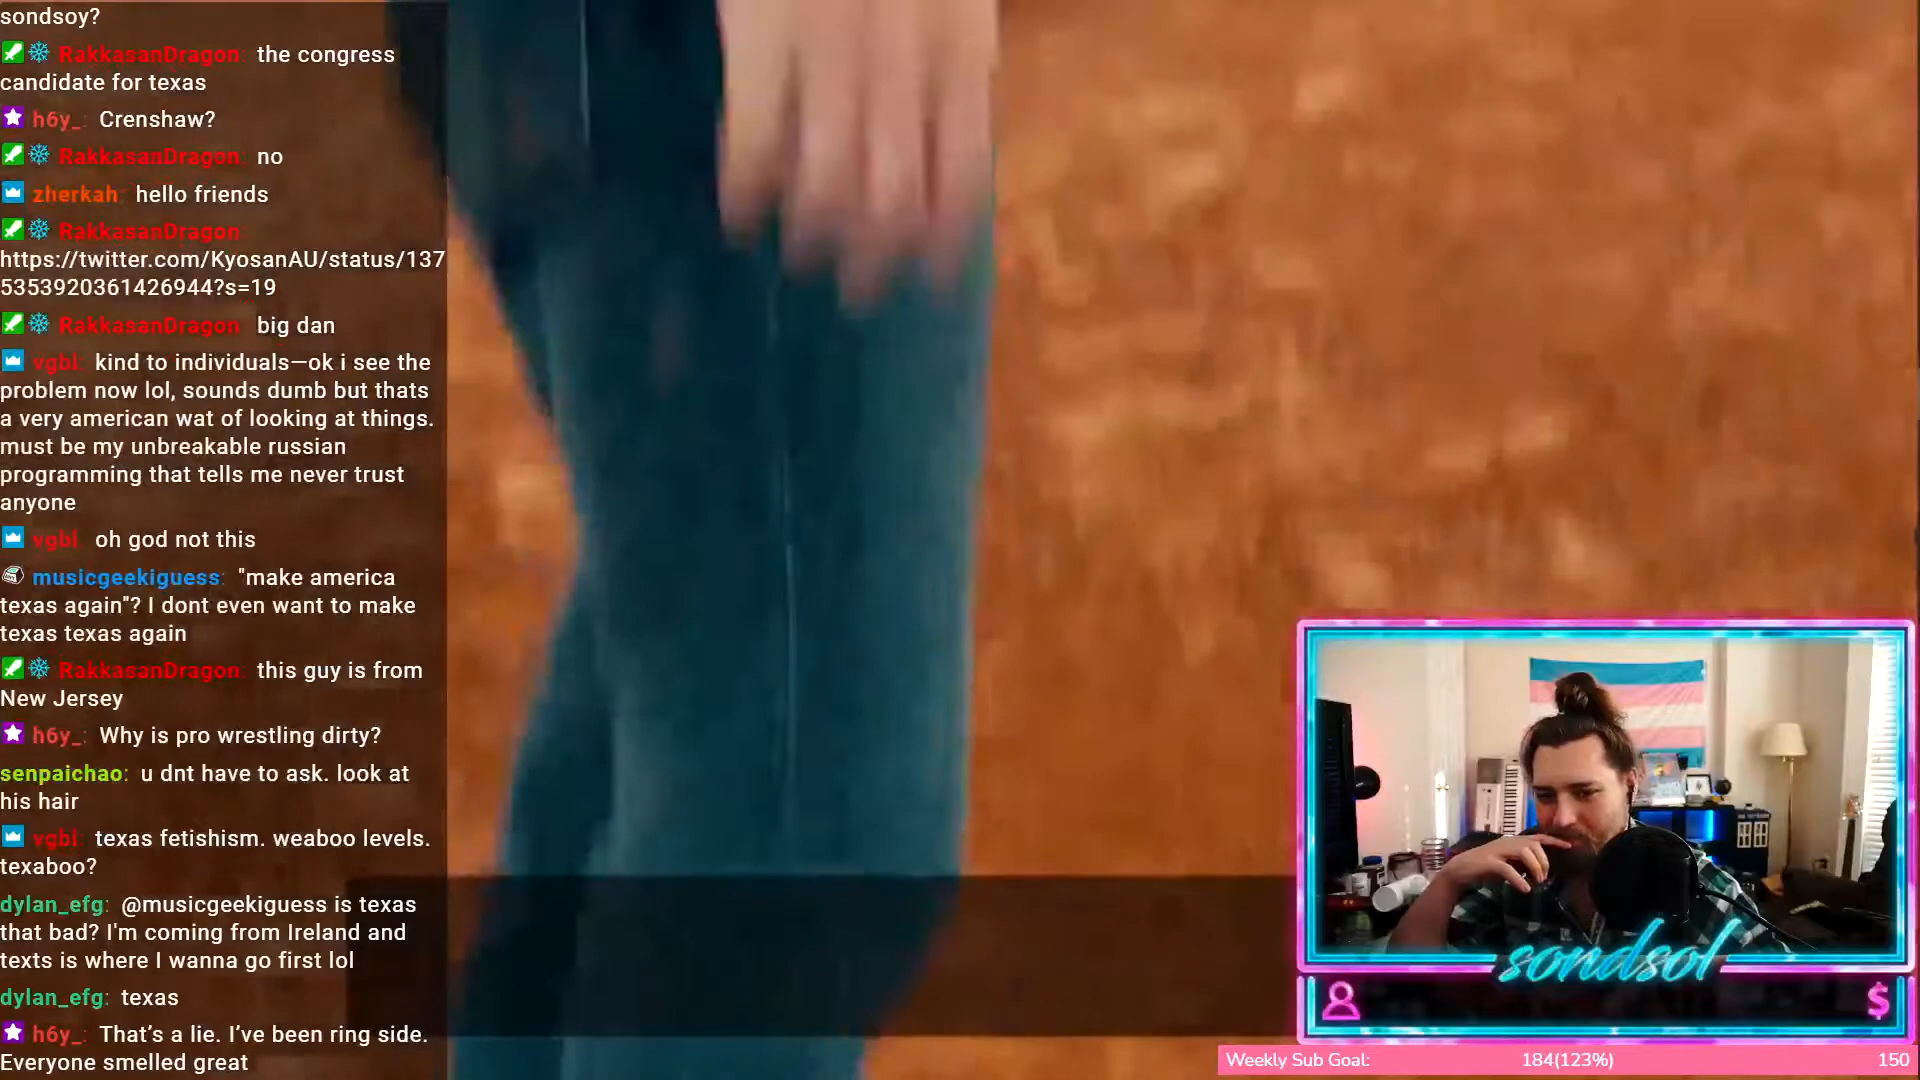 sondsoy?
RakkasanDragon: the congress
candidate for texas
h6y_: Crenshaw?
RakkasanDragon: no
zherkah: hello friends
RakkasanDragon:
https://twitter.com/KyosanAU/status/137
5353920361426944?s=19
RakkasanDragon: big dan
vgbl: kind to individuals—ok i see the
problem now lol, sounds dumb but thats
a very american wat of looking at things.
must be my unbreakable russian
programming that tells me never trust
anyone
vgbl: oh god not this
musicgeekiguess: "make america
texas again"? I dont even want to make
texas texas again
RakkasanDragon: this guy is from
New Jersey
h6y_: Why is pro wrestling dirty?
senpaichao: u dnt have to ask. look at
his hair
vgbl: texas fetishism. weaboo levels.
texaboo?
dylan_efg: @musicgeekiguess is texas
that bad? I'm coming from Ireland and
texts is where I wanna go first lol
dylan_efg: texas
h6y_: That’s a lie. I’ve been ring side.
Everyone smelled great
sondsol
$
Weekly Sub Goal: 184(123%) 150